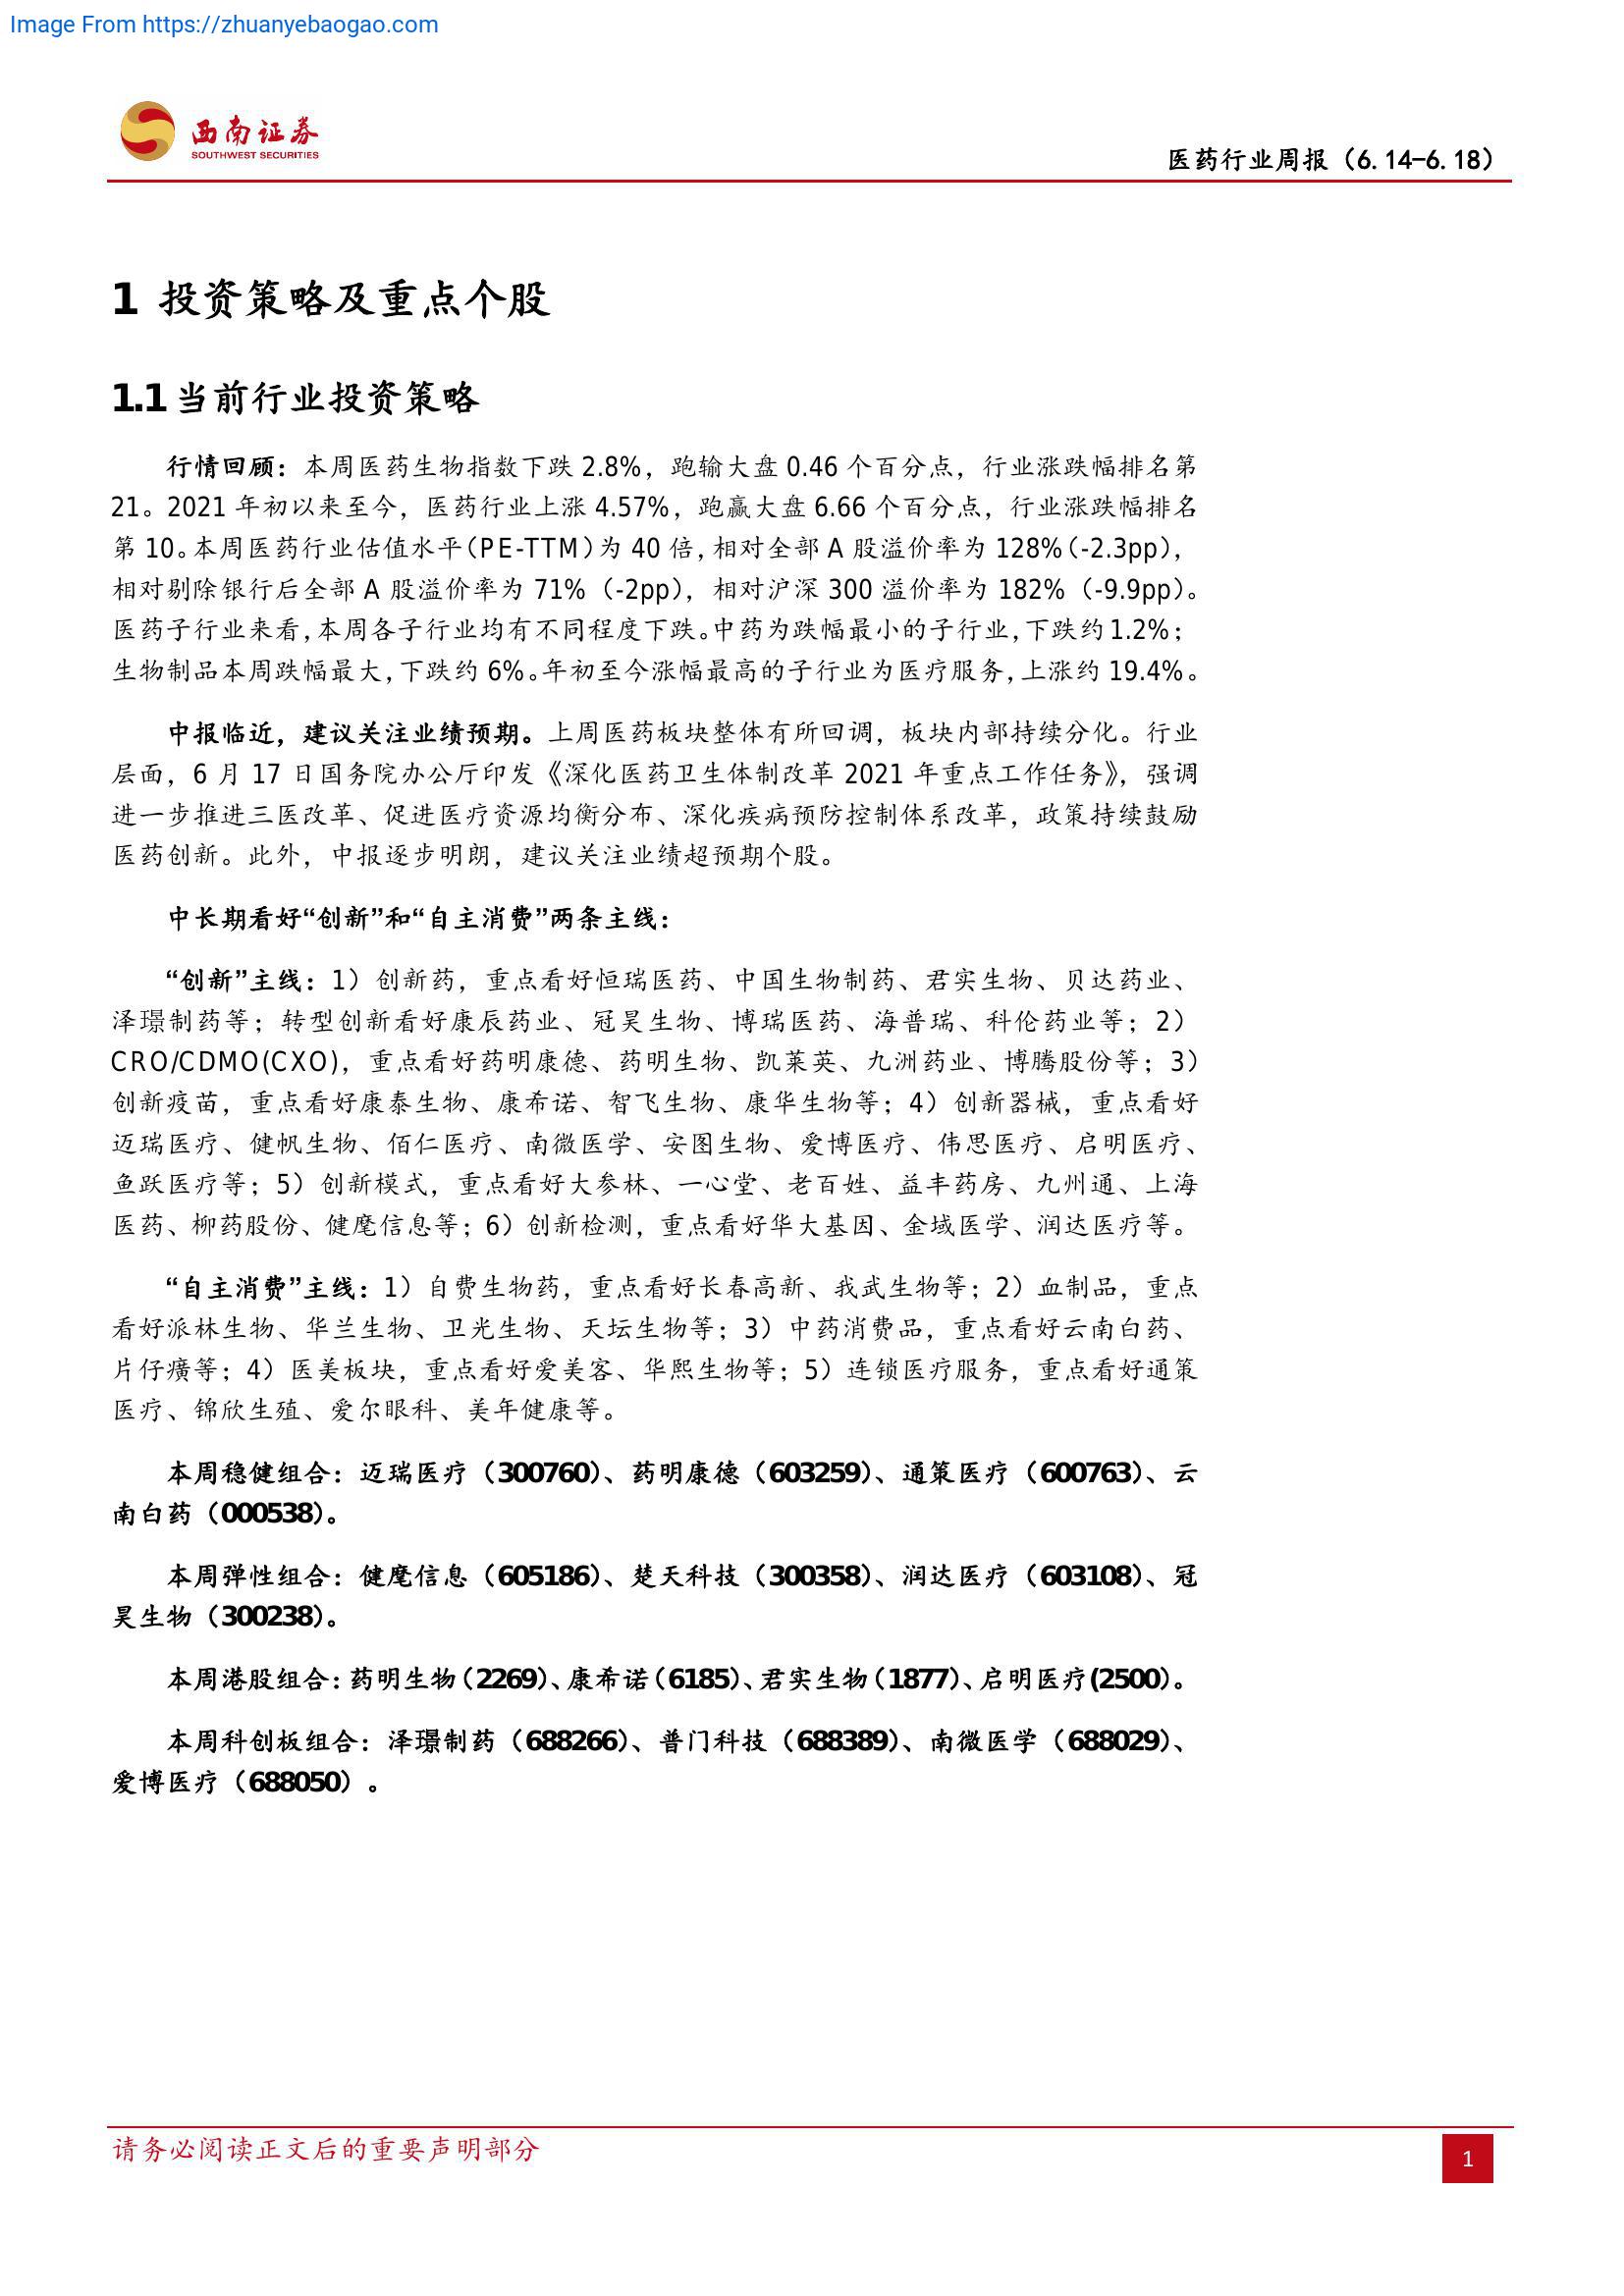 Image From https://zhuanyebaogao.com
西南证券
SOUTHWEST SECURITIES
医药行业周报（6.14-6.18）
1 投资策略及重点个股
1.1 当前行业投资策略
行情回顾：本周医药生物指数下跌 2.8%，跑输大盘 0.46 个百分点，行业涨跌幅排名第
21。2021 年初以来至今，医药行业上涨 4.57%，跑赢大盘 6.66 个百分点，行业涨跌幅排名
第 10。本周医药行业估值水平（PE-TTM）为 40 倍，相对全部 A 股溢价率为 128%（-2.3pp），
相对剔除银行后全部 A 股溢价率为 71%（-2pp），相对沪深 300 溢价率为 182%（-9.9pp）。
医药子行业来看，本周各子行业均有不同程度下跌。中药为跌幅最小的子行业，下跌约 1.2%；
生物制品本周跌幅最大，下跌约 6%。年初至今涨幅最高的子行业为医疗服务，上涨约 19.4%。
中报临近，建议关注业绩预期。上周医药板块整体有所回调，板块内部持续分化。行业
层面，6 月 17 日国务院办公厅印发《深化医药卫生体制改革 2021 年重点工作任务》，强调
进一步推进三医改革、促进医疗资源均衡分布、深化疾病预防控制体系改革，政策持续鼓励
医药创新。此外，中报逐步明朗，建议关注业绩超预期个股。
中长期看好“创新”和“自主消费”两条主线：
“创新”主线：1）创新药，重点看好恒瑞医药、中国生物制药、君实生物、贝达药业、
泽璟制药等；转型创新看好康辰药业、冠昊生物、博瑞医药、海普瑞、科伦药业等；2）
CRO/CDMO(CXO)，重点看好药明康德、药明生物、凯莱英、九洲药业、博腾股份等；3）
创新疫苗，重点看好康泰生物、康希诺、智飞生物、康华生物等；4）创新器械，重点看好
迈瑞医疗、健帆生物、佰仁医疗、南微医学、安图生物、爱博医疗、伟思医疗、启明医疗、
鱼跃医疗等；5）创新模式，重点看好大参林、一心堂、老百姓、益丰药房、九州通、上海
医药、柳药股份、健麾信息等；6）创新检测，重点看好华大基因、金域医学、润达医疗等。
“自主消费”主线：1）自费生物药，重点看好长春高新、我武生物等；2）血制品，重点
看好派林生物、华兰生物、卫光生物、天坛生物等；3）中药消费品，重点看好云南白药、
片仔癀等；4）医美板块，重点看好爱美客、华熙生物等；5）连锁医疗服务，重点看好通策
医疗、锦欣生殖、爱尔眼科、美年健康等。
本周稳健组合：迈瑞医疗（300760）、药明康德（603259）、通策医疗（600763）、云
南白药（000538）。
本周弹性组合：健麾信息（605186）、楚天科技（300358）、润达医疗（603108）、冠
昊生物（300238）。
本周港股组合：药明生物（2269）、康希诺（6185）、君实生物（1877）、启明医疗(2500）。
本周科创板组合：泽璟制药（688266）、普门科技（688389）、南微医学（688029）、
爱博医疗（688050）。
请务必阅读正文后的重要声明部分
1